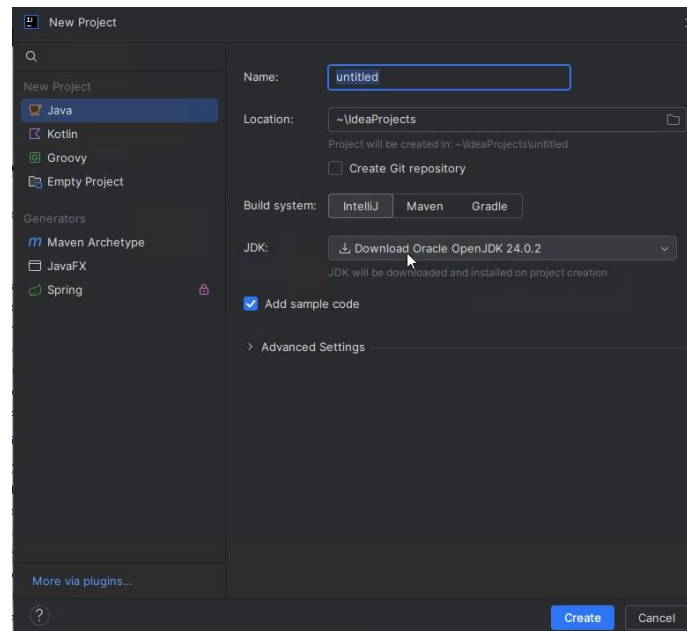 New Project
New Project
Java
Kotlin
Groovy
Empty Project
Generators
Maven Archetype
JavaFX
Spring
More via plugins...
Name: untitled
Location: ~\IdeaProjects
Project will be created in: ~\IdeaProjects\untitled
Create Git repository
Build system: IntelliJ Maven Gradle
JDK: Download Oracle OpenJDK 24.0.2
JDK will be downloaded and installed on project creation
Add sample code
Advanced Settings
?
Create Cancel